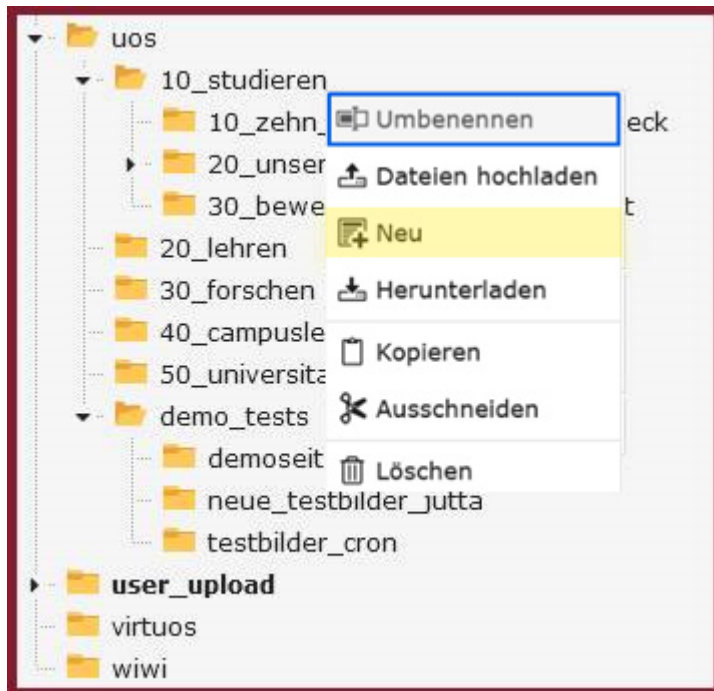 uos
10_studieren
10_zehn_ eck
Umbenennen
20_unser
Dateien hochladen
30_bewe t
Neu
20_lehren
30_forschen
Herunterladen
40_campusle
Kopieren
50_universita
demo_tests
Ausschneiden
demoseit
Löschen
neue_testbilder_jutta
testbilder_cron
user_upload
virtuos
wiwi